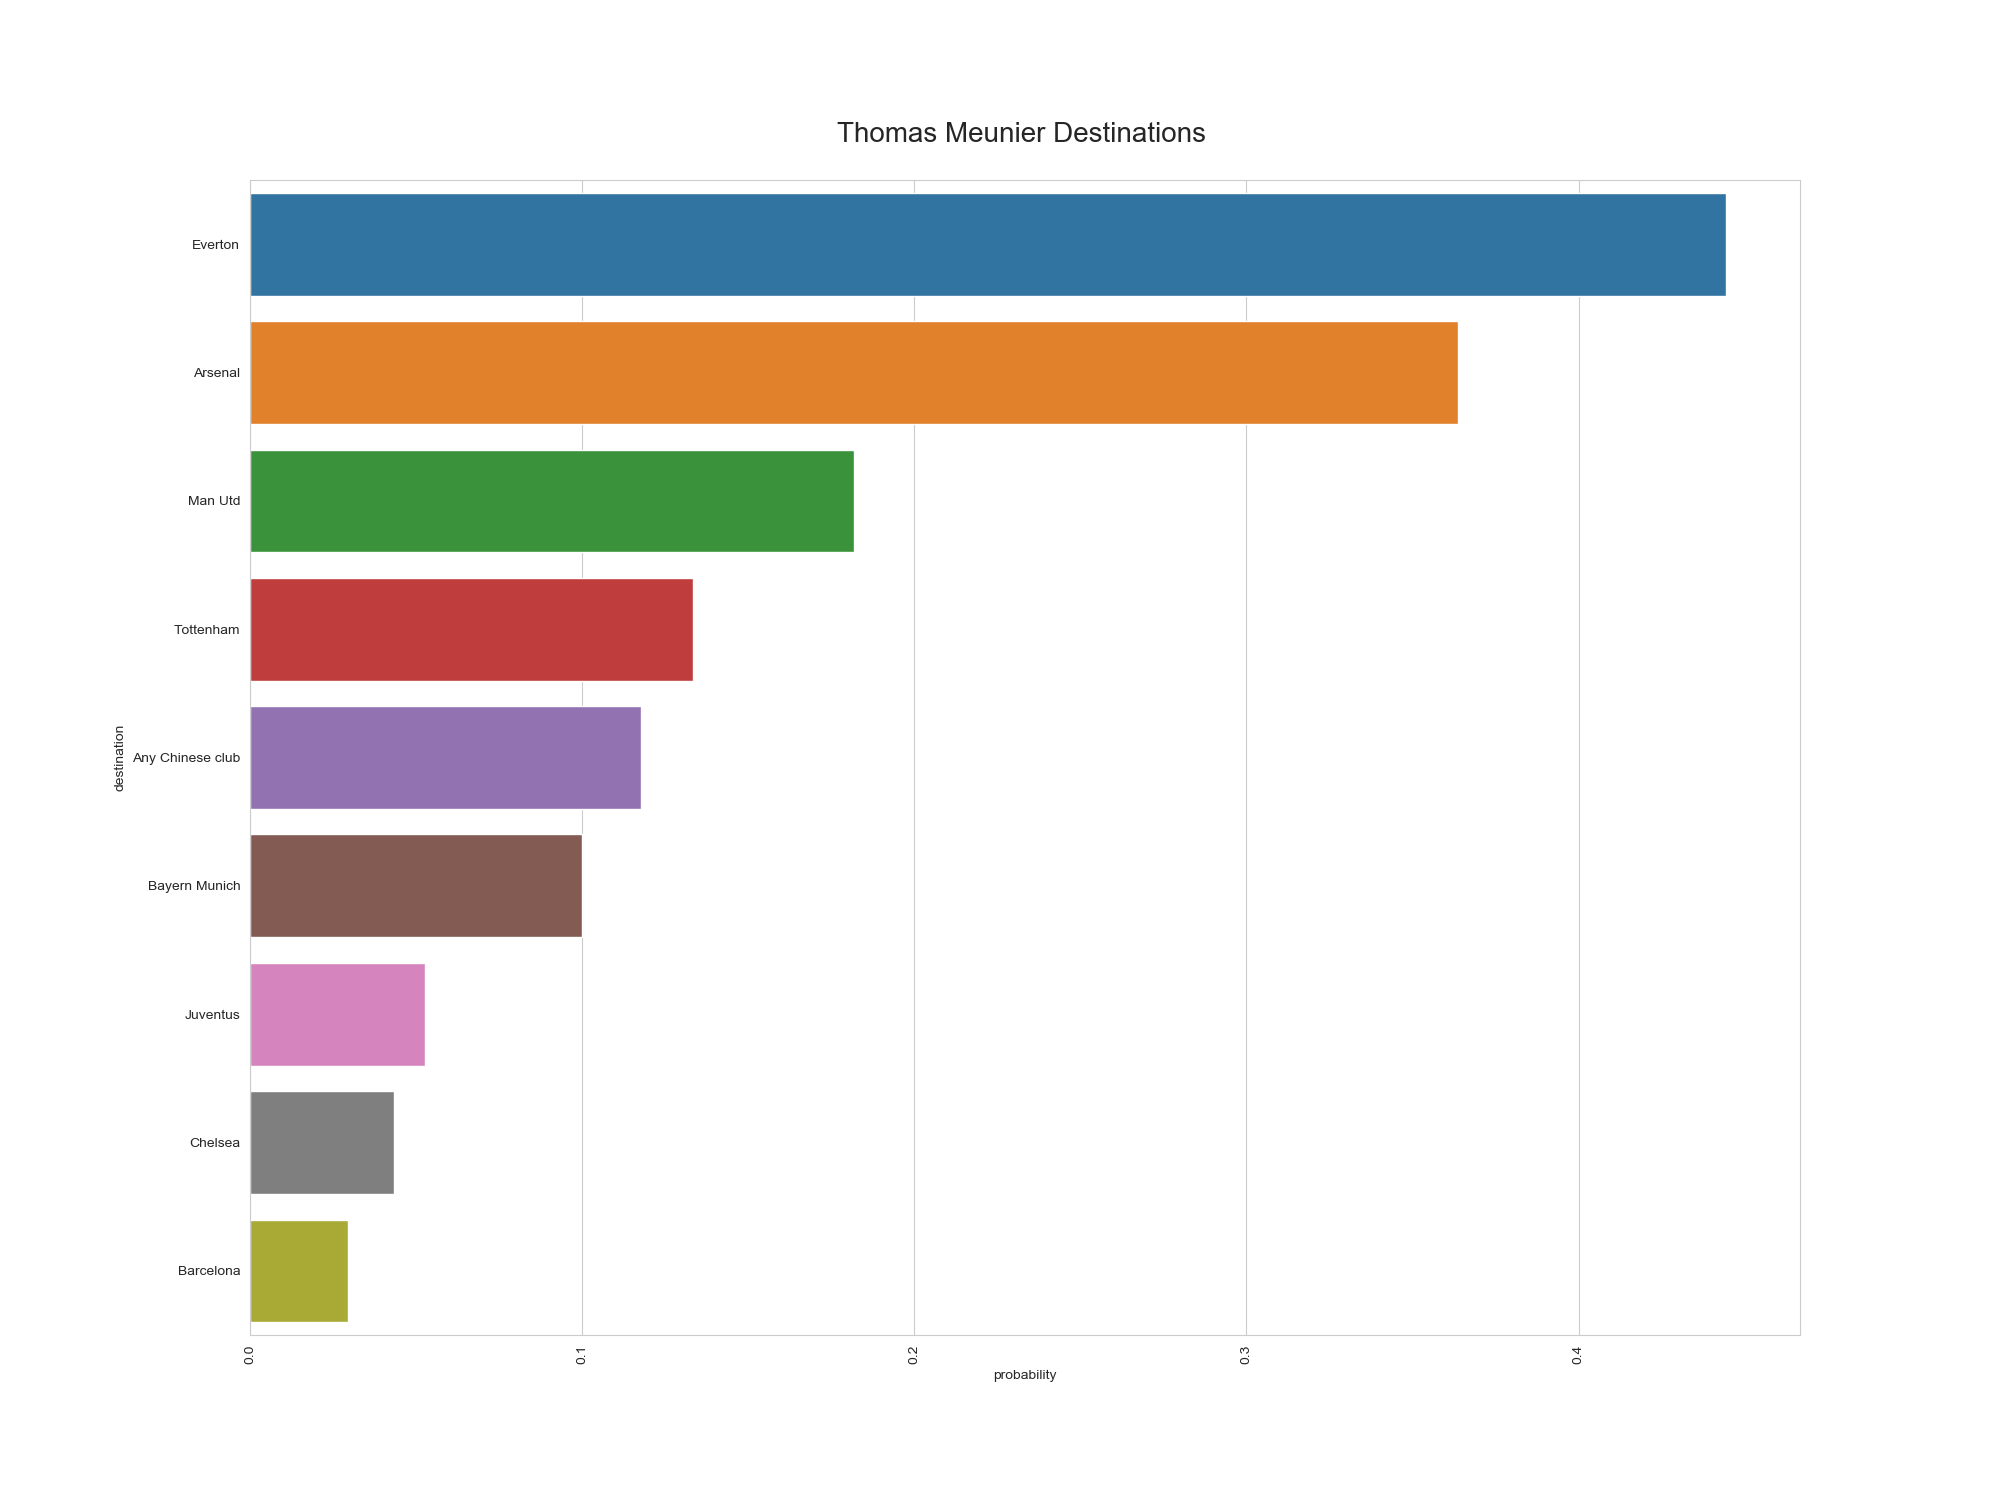 Thomas Meunier Destinations
Everton
Arsenal
Man Utd
Tottenham
Any Chinese club
Bayern Munich
Juventus
Chelsea
Barcelona
destination
0.0 0.1 0.2 0.3 0.4
probability